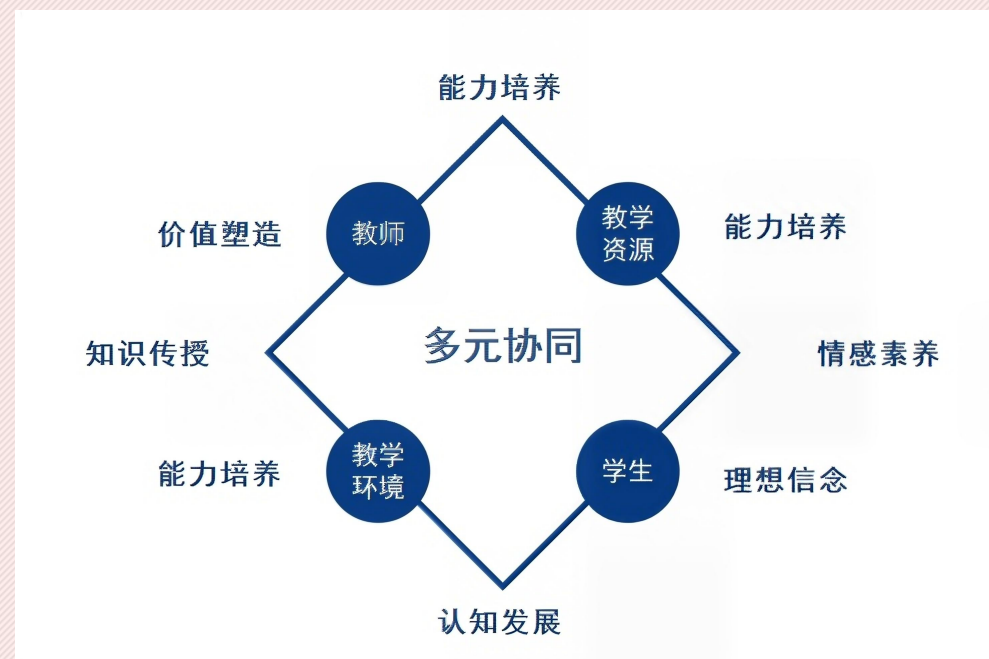 能力培养
价值塑造
教师
教学
资源
能力培养
多元协同
知识传授
情感素养
能力培养
教学
环境
学生
理想信念
认知发展